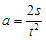 a = 2s/t²